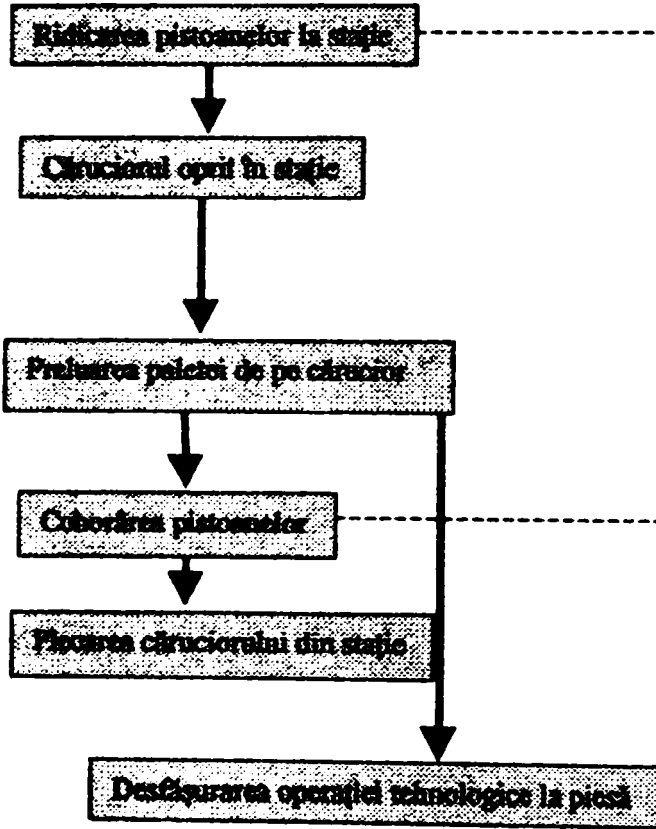 Ridicarea pistoanelor la stație
Căruciorul oprit în stație
Preluarea paletei de pe cărucior
Coborârea pistoanelor
Plecarea căruciorului din stație
Desfășurarea operației tehnologice la piesă